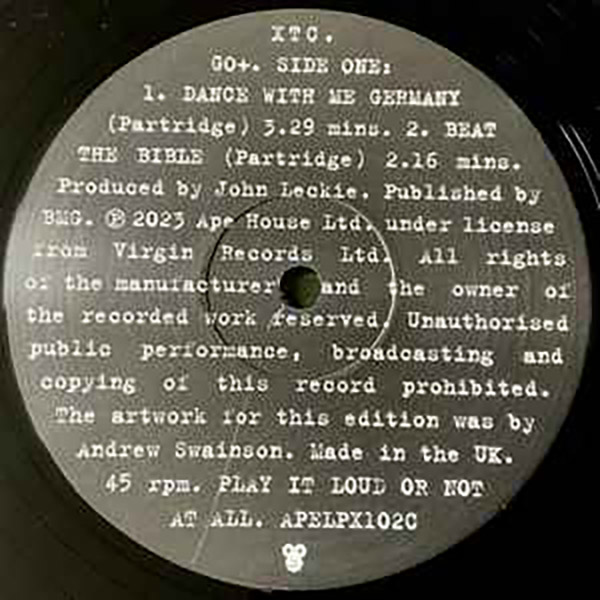 XTC.
GO+. SIDE ONE:
1. DANCE WITH ME GERMANY
(Partridge) 3.29 mins. 2. BEAT
THE BIBLE (Partridge) 2.16 mins.
Produced by John Leckie. Published by
BMG. ℗ 2023 Ape House Ltd. under license
from Virgin Records Ltd. All rights
of the manufacturer and the owner of
the recorded work reserved. Unauthorised
public performance, broadcasting and
copying of this record prohibited.
The artwork for this edition was by
Andrew Swainson. Made in the UK.
45 rpm. PLAY IT LOUD OR NOT
AT ALL. APELPX102C